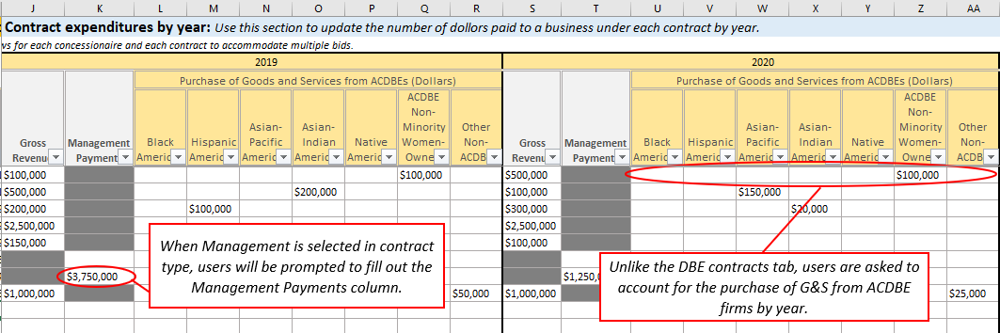 J K L M N O P Q R S T U V W X Y Z AA
Contract expenditures by year: Use this section to update the number of dollors paid to a business under each contract by year.
vs for each concessionaire and each contract to accommodate multiple bids.
2019 2020
Purchase of Goods and Services from ACDBEs (Dollars) Purchase of Goods and Services from ACDBEs (Dollars)
ACDBE ACDBE
Non- Non-
Asian- Asian- Minority Other Asian- Asian- Minority Other
Gross Management Black Hispanic Pacific Indian Native Women- Non- Gross Management Black Hispanic Pacific Indian Native Women- Non-
Revenu Payment Americ Americ Americ Americ Americ Owne ACDB Revenu Payment Americ Americ Americ Americ Americ Owne ACDB
$100,000 $100,000 $500,000 $100,000
$500,000 $200,000 $100,000 $150,000
$200,000 $100,000 $300,000 $20,000
$2,500,000 $2,500,000
$150,000 $100,000
$3,750,000 $1,250,
$1,000,000 $50,000 $1,000,000 $25,000
When Management is selected in contract
type, users will be prompted to fill out the
Management Payments column.
Unlike the DBE contracts tab, users are asked to
account for the purchase of G&S from ACDBE
firms by year.